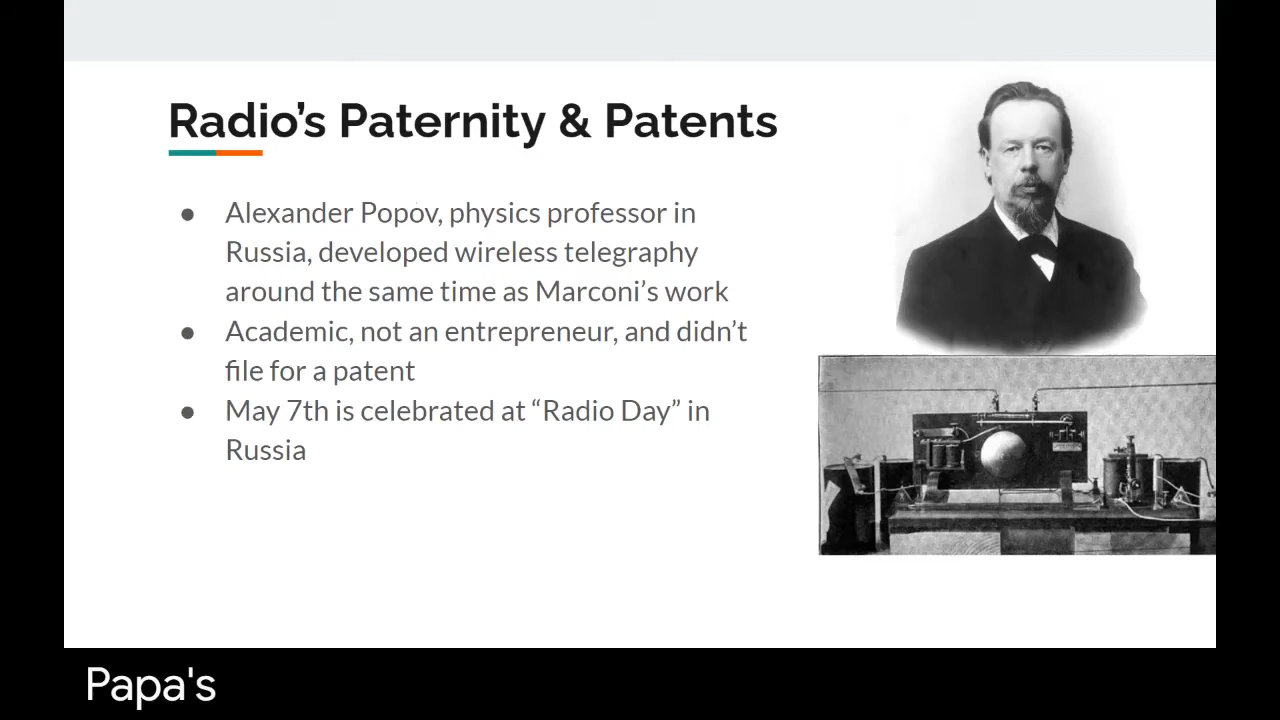 Radio’s Paternity & Patents
● Alexander Popov, physics professor in
Russia, developed wireless telegraphy
around the same time as Marconi’s work
● Academic, not an entrepreneur, and didn’t
file for a patent
● May 7th is celebrated at “Radio Day” in
Russia
Papa's